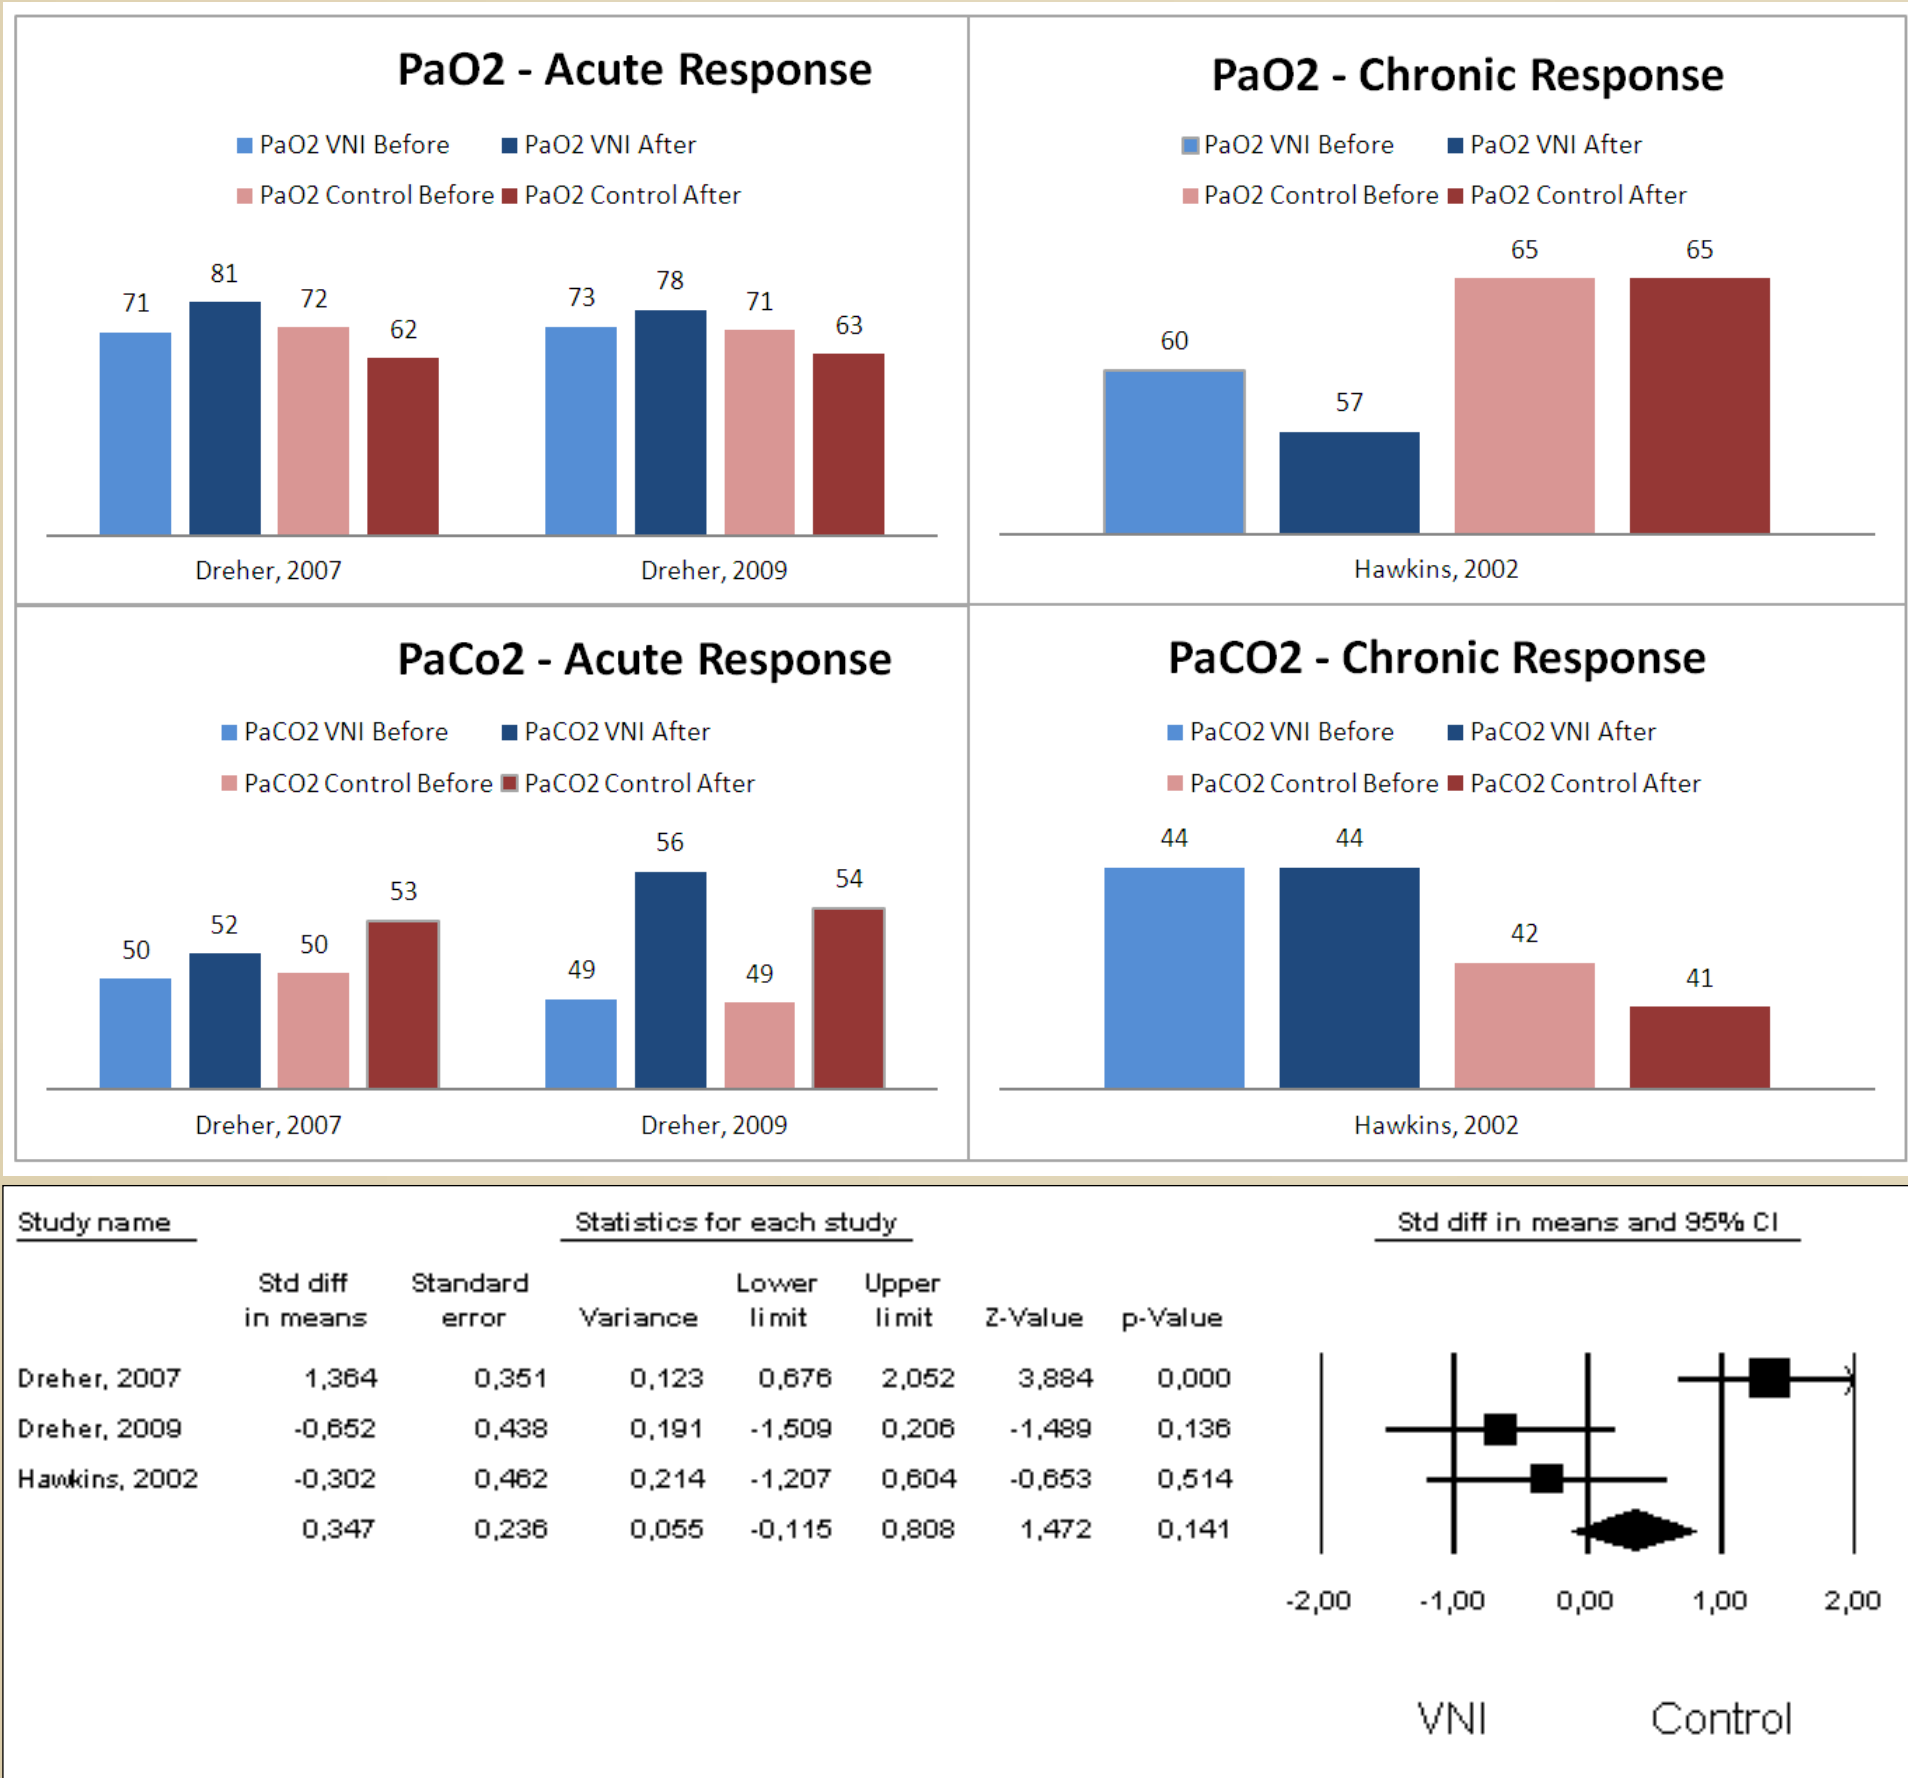 PaO2 - Acute Response
PaO2 VNI Before PaO2 VNI After
PaO2 Control Before PaO2 Control After
71 81 72 62 73 78 71 63
Dreher, 2007 Dreher, 2009
PaO2 - Chronic Response
PaO2 VNI Before PaO2 VNI After
PaO2 Control Before PaO2 Control After
60 57 65 65
Hawkins, 2002
PaCo2 - Acute Response
PaCO2 VNI Before PaCO2 VNI After
PaCO2 Control Before PaCO2 Control After
50 52 50 53 49 56 49 54
Dreher, 2007 Dreher, 2009
PaCO2 - Chronic Response
PaCO2 VNI Before PaCO2 VNI After
PaCO2 Control Before PaCO2 Control After
44 44 42 41
Hawkins, 2002
Study name Statistics for each study Std diff in means and 95% CI
Std diff Standard Lower Upper
in means error Variance limit limit Z-Value p-Value
Dreher, 2007 1,364 0,351 0,123 0,676 2,052 3,884 0,000
Dreher, 2009 -0,652 0,438 0,191 -1,509 0,206 -1,489 0,136
Hawkins, 2002 -0,302 0,462 0,214 -1,207 0,604 -0,653 0,514
0,347 0,236 0,055 -0,115 0,808 1,472 0,141
-2,00 -1,00 0,00 1,00 2,00
VNI Control